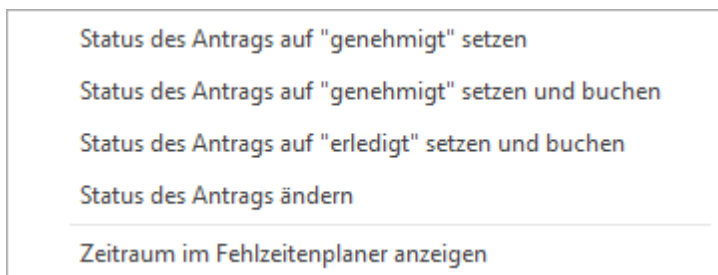 Status des Antrags auf "genehmigt" setzen
Status des Antrags auf "genehmigt" setzen und buchen
Status des Antrags auf "erledigt" setzen und buchen
Status des Antrags ändern
Zeitraum im Fehlzeitenplaner anzeigen